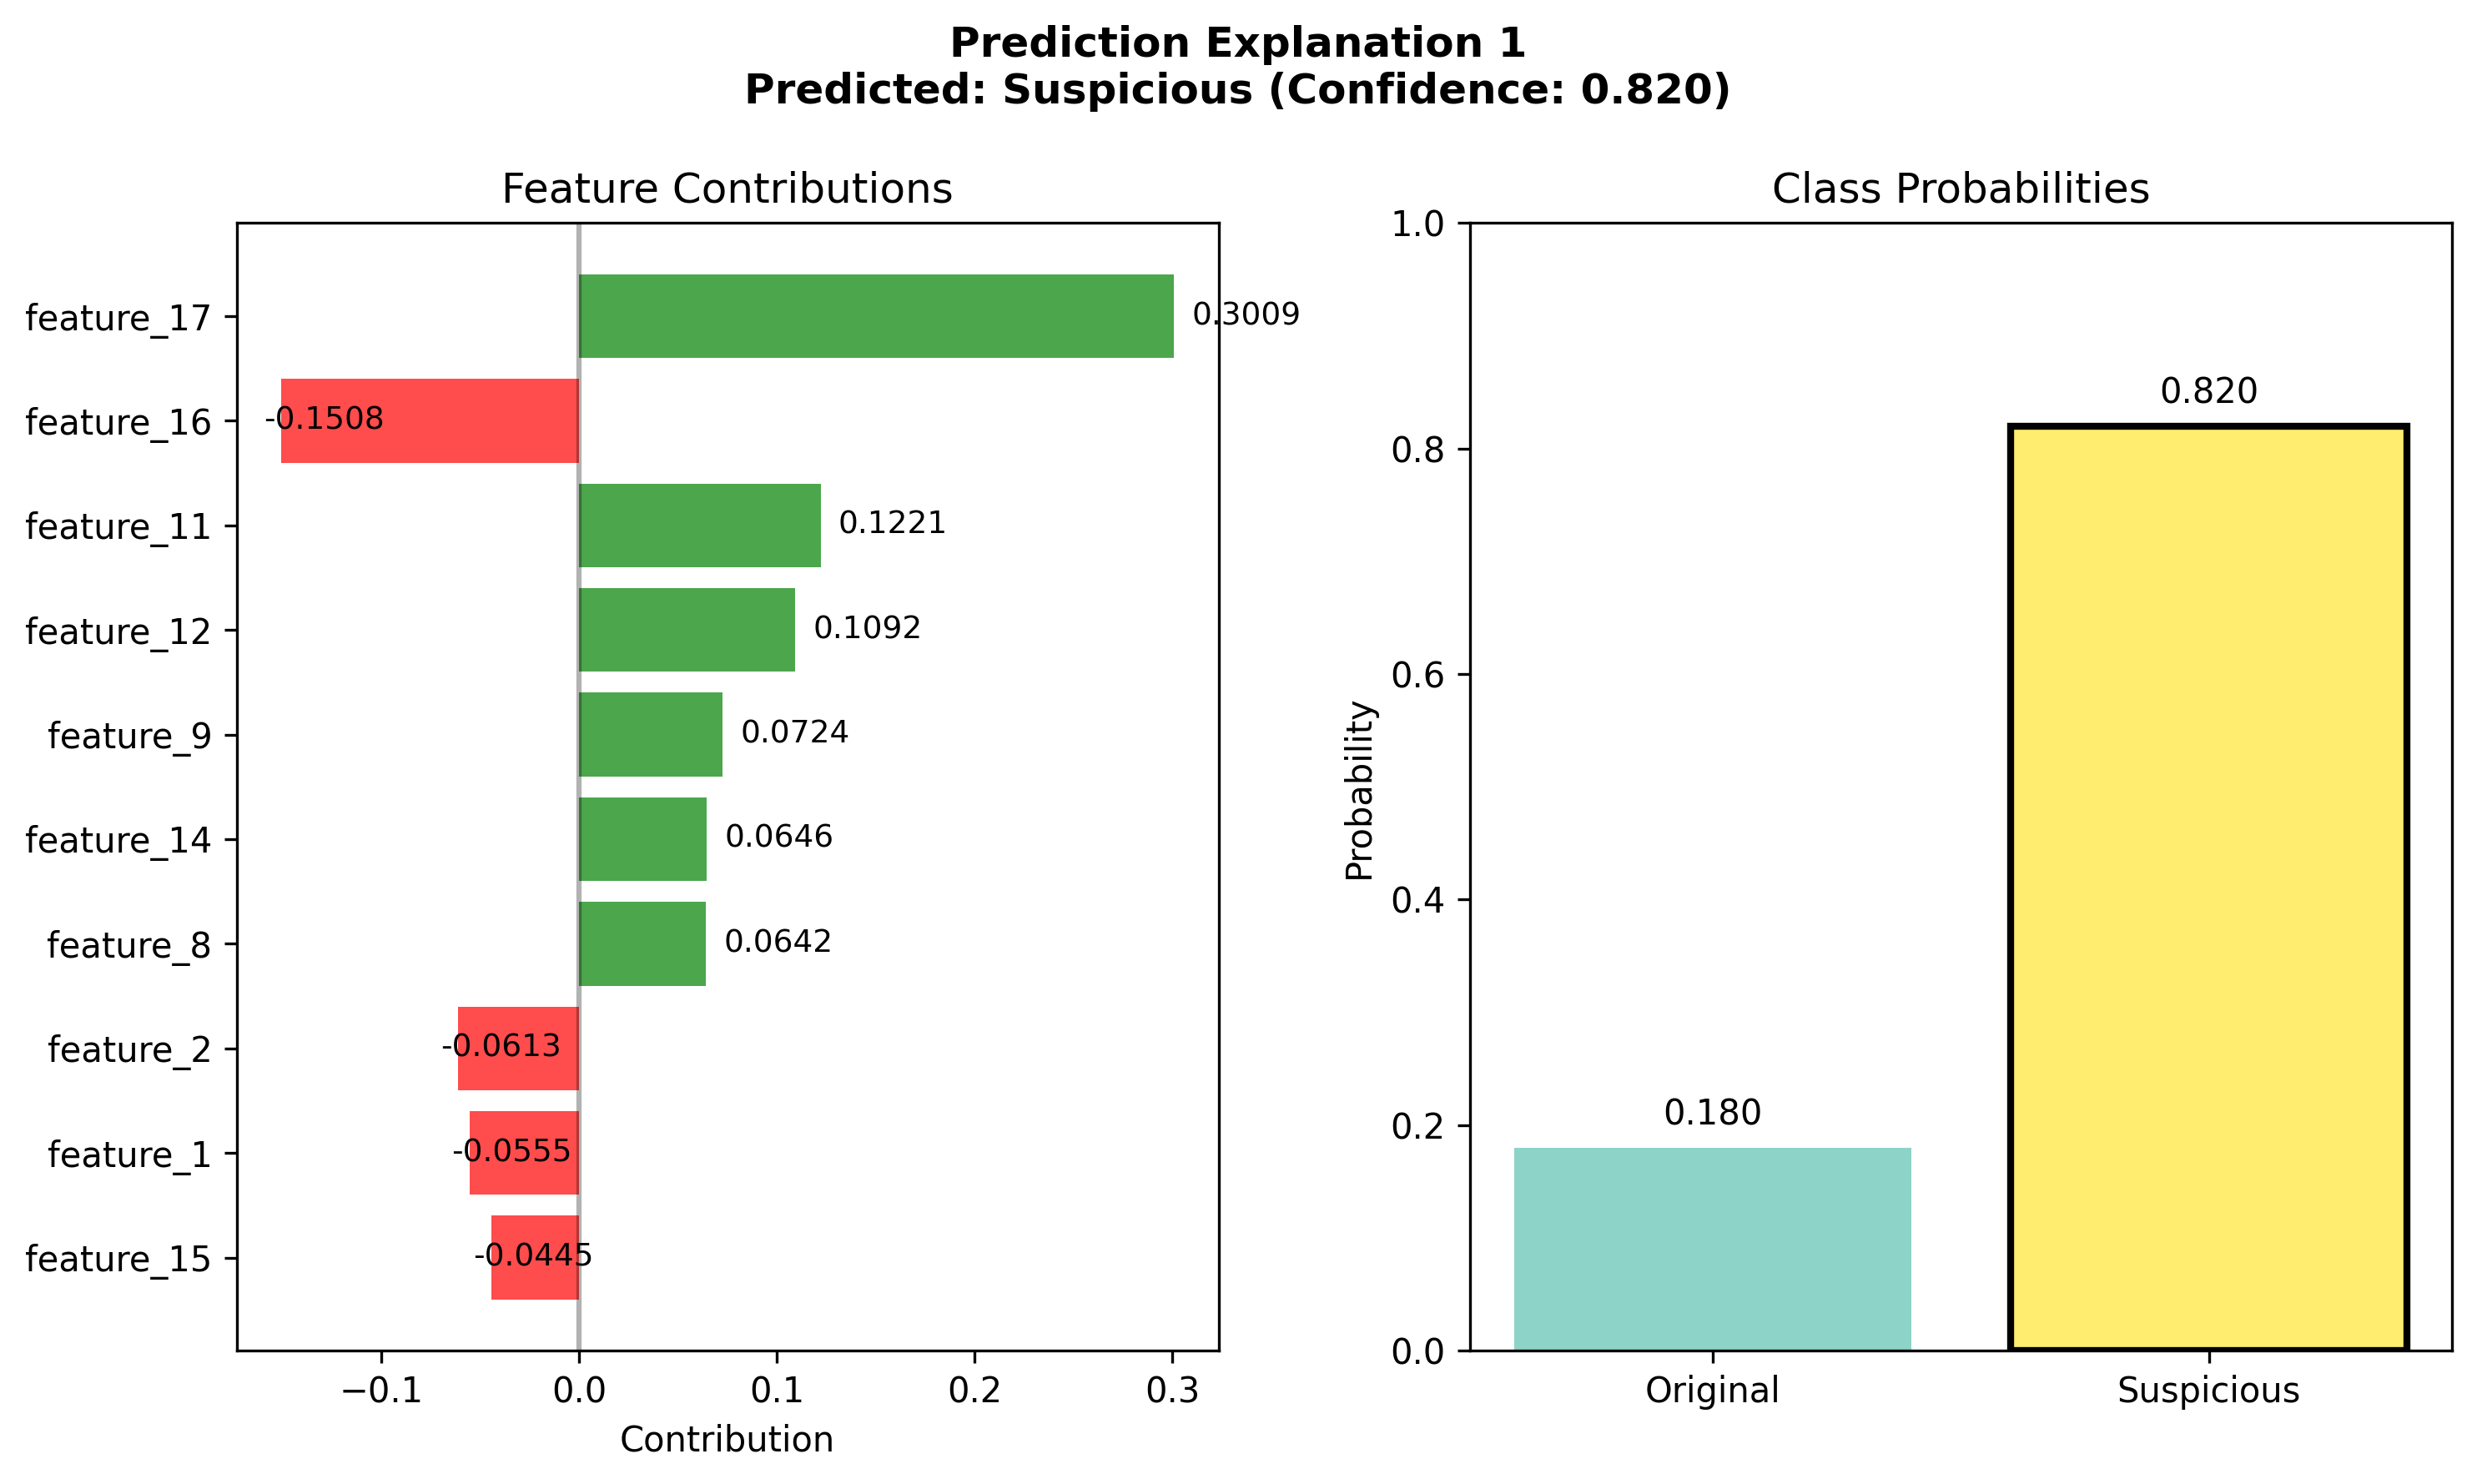 Prediction Explanation 1
Predicted: Suspicious (Confidence: 0.820)
Feature Contributions
feature_17
0.3009
feature_16
-0.1508
feature_11
0.1221
feature_12
0.1092
feature_9
0.0724
feature_14
0.0646
feature_8
0.0642
feature_2
-0.0613
feature_1
-0.0555
feature_15
-0.0445
−0.1 0.0 0.1 0.2 0.3
Contribution
Class Probabilities
Probability
1.0
0.8
0.6
0.4
0.2
0.0
0.180
0.820
Original Suspicious